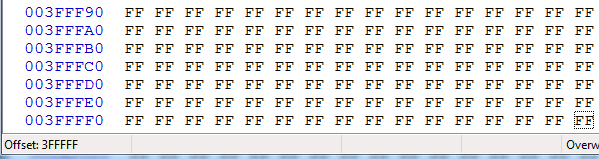 003FFF90 FF FF FF FF FF FF FF FF FF FF FF FF FF FF FF FF
003FFFA0 FF FF FF FF FF FF FF FF FF FF FF FF FF FF FF FF
003FFFB0 FF FF FF FF FF FF FF FF FF FF FF FF FF FF FF FF
003FFFC0 FF FF FF FF FF FF FF FF FF FF FF FF FF FF FF FF
003FFFD0 FF FF FF FF FF FF FF FF FF FF FF FF FF FF FF FF
003FFFE0 FF FF FF FF FF FF FF FF FF FF FF FF FF FF FF FF
003FFFF0 FF FF FF FF FF FF FF FF FF FF FF FF FF FF FF FF
Offset: 3FFFFF Overw